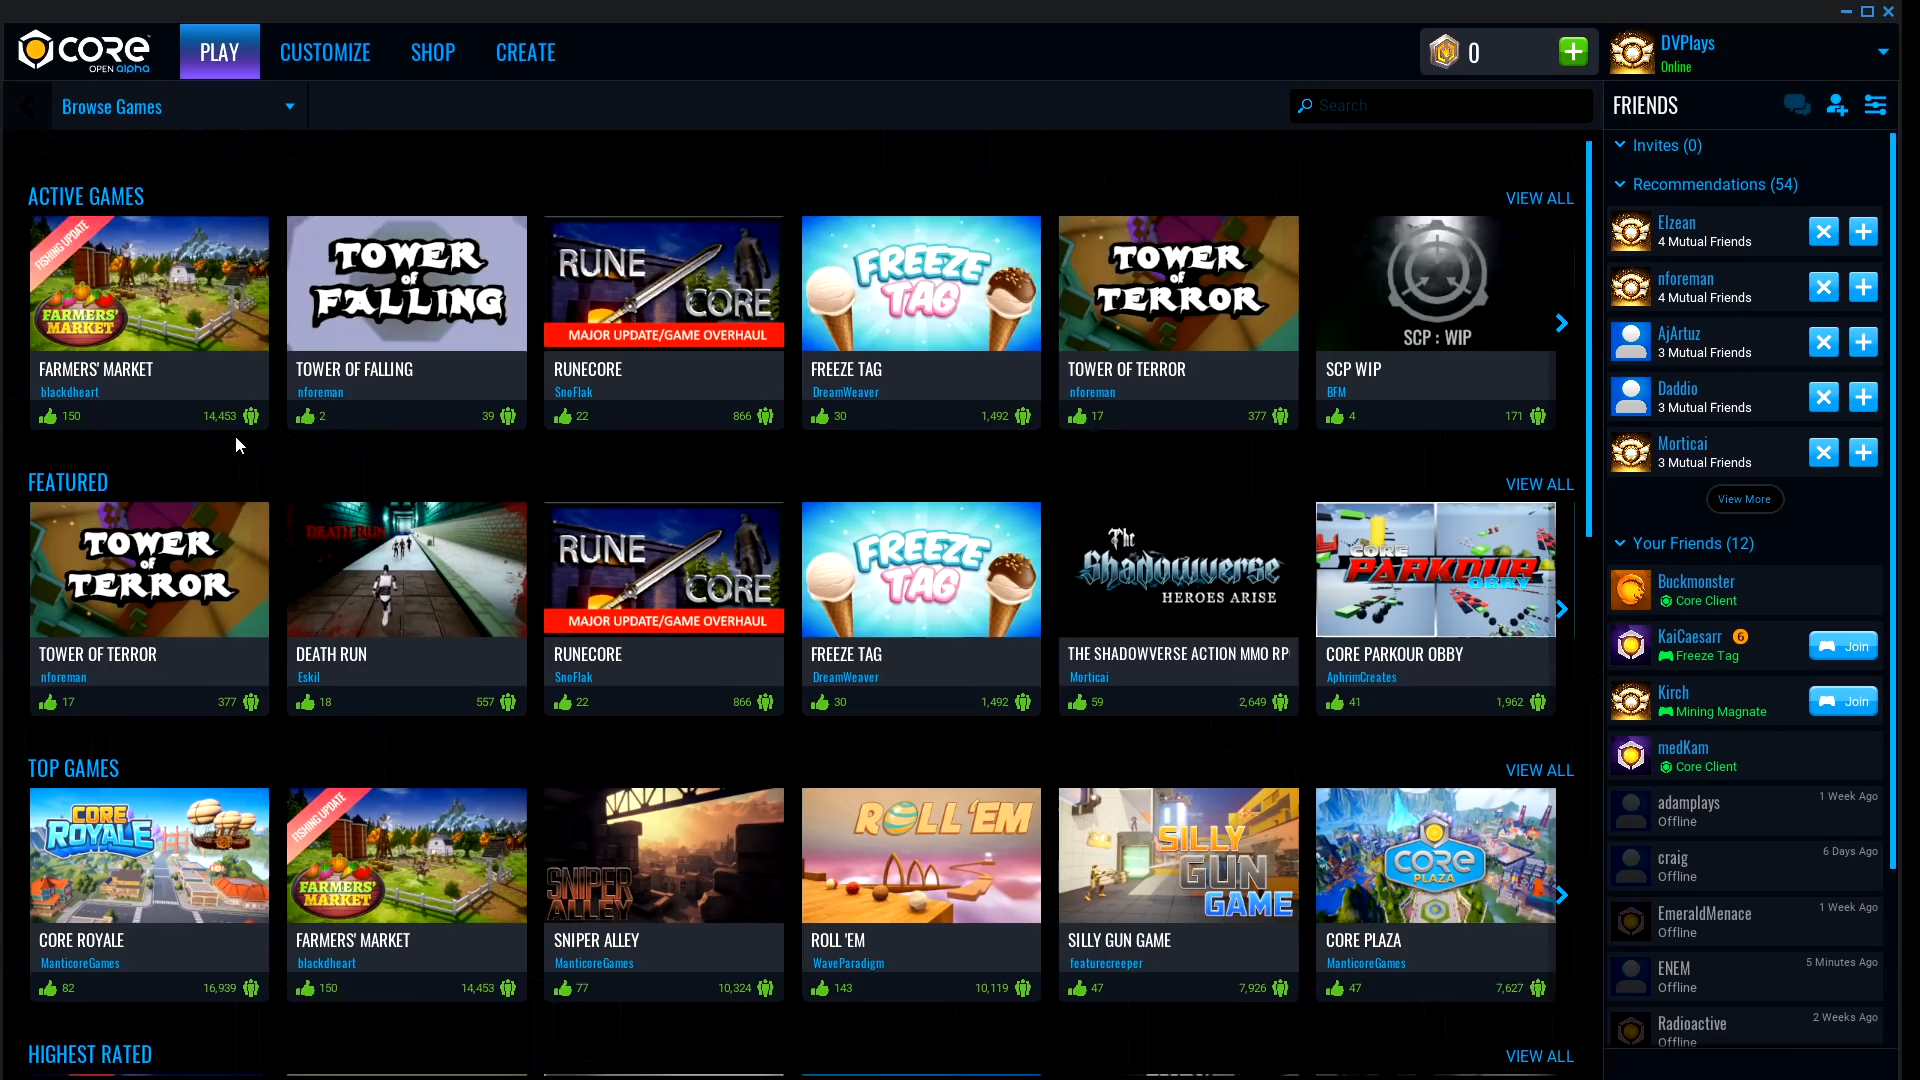 CORE
OPEN alpha
PLAY
CUSTOMIZE
SHOP
CREATE
0
DVPlays
Online
Browse Games
Search
FRIENDS
ACTIVE GAMES
VIEW ALL
FISHING UPDATE
FARMERS'
MARKET
FARMERS' MARKET
blackdheart
150
14,453
TOWER
OF
FALLING
TOWER OF FALLING
nforeman
2
39
RUNE
CORE
MAJOR UPDATE/GAME OVERHAUL
RUNECORE
SnoFlak
22
866
FREEZE
TAG
FREEZE TAG
DreamWeaver
30
1,492
TOWER
OF
TERROR
TOWER OF TERROR
nforeman
17
377
SCP : WIP
SCP WIP
BFM
4
171
FEATURED
VIEW ALL
TOWER
OF
TERROR
TOWER OF TERROR
nforeman
17
377
DEATH RUN
DEATH RUN
Eskil
18
557
RUNE
CORE
MAJOR UPDATE/GAME OVERHAUL
RUNECORE
SnoFlak
22
866
FREEZE
TAG
FREEZE TAG
DreamWeaver
30
1,492
The
Shadowverse
HEROES ARISE
THE SHADOWVERSE ACTION MMO RP
Morticai
59
2,649
CORE
PARKOUR
OBBY
CORE PARKOUR OBBY
AphrimCreates
41
1,962
TOP GAMES
VIEW ALL
CORE
ROYALE
CORE ROYALE
ManticoreGames
82
16,939
FISHING UPDATE
FARMERS'
MARKET
FARMERS' MARKET
blackdheart
150
14,453
SNIPER
ALLEY
SNIPER ALLEY
ManticoreGames
77
10,324
ROLL'EM
ROLL 'EM
WaveParadigm
143
10,119
SILLY
GUN
GAME
SILLY GUN GAME
featurecreeper
47
7,926
CORE
PLAZA
CORE PLAZA
ManticoreGames
47
7,627
HIGHEST RATED
VIEW ALL
Invites (0)
Recommendations (54)
Elzean
4 Mutual Friends
nforeman
4 Mutual Friends
AjArtuz
3 Mutual Friends
Daddio
3 Mutual Friends
Morticai
3 Mutual Friends
View More
Your Friends (12)
Buckmonster
Core Client
KaiCaesarr 6
Freeze Tag
Join
Kirch
Mining Magnate
Join
medKam
Core Client
adamplays
1 Week Ago
Offline
craig
6 Days Ago
Offline
EmeraldMenace
1 Week Ago
Offline
ENEM
5 Minutes Ago
Offline
Radioactive
2 Weeks Ago
Offline